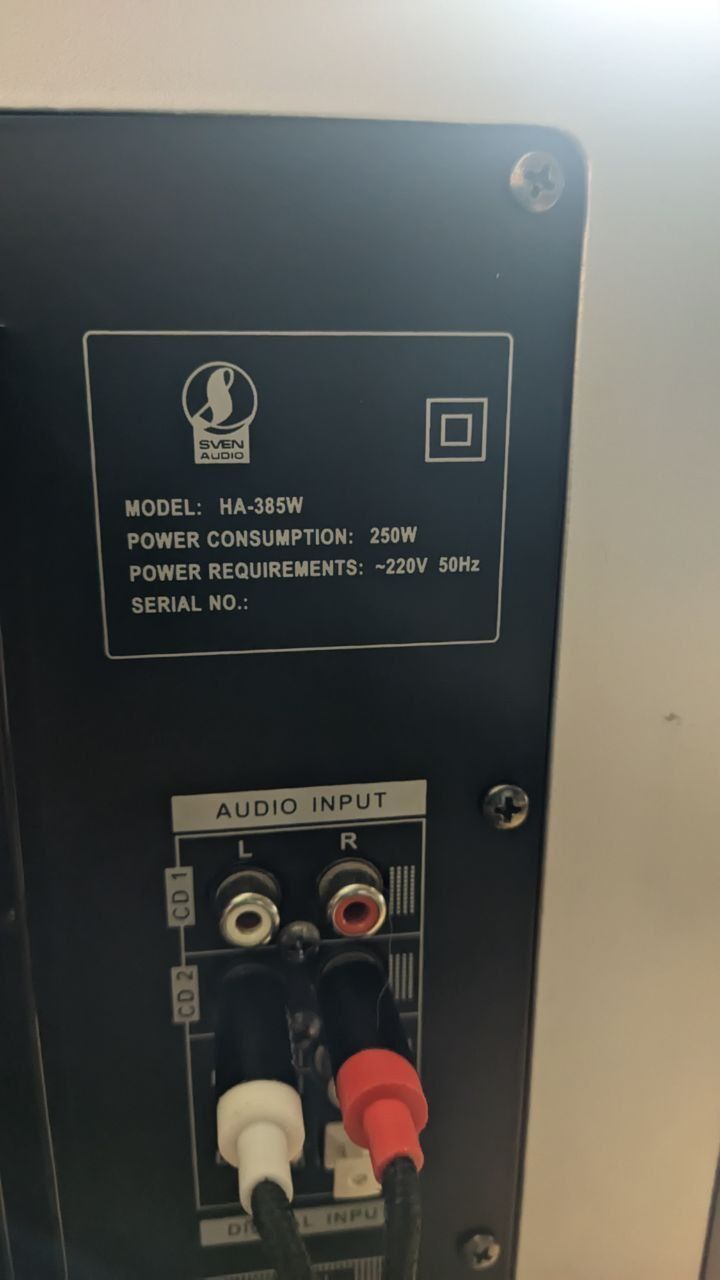 SVEN
AUDIO
MODEL: HA-385W
POWER CONSUMPTION: 250W
POWER REQUIREMENTS: ~220V 50Hz
SERIAL NO.:
AUDIO INPUT
L R
CD 1
CD 2
INPU